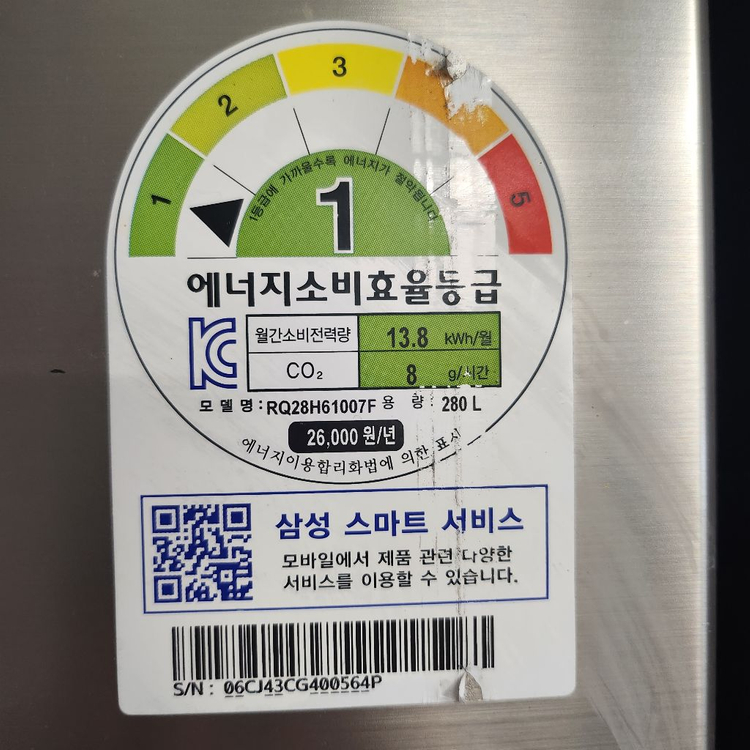 1
2
3
5
1등급에 가까울수록 에너지가 절약됩니다
1
에너지소비효율등급
KC
월간소비전력량 13.8 kWh/월
CO₂ 8 g/시간
모 델 명 : RQ28H61007F 용 량 : 280 L
26,000 원/년
에너지이용합리화법에 의한 표시
삼성 스마트 서비스
모바일에서 제품 관련 다양한
서비스를 이용할 수 있습니다.
S/N : 06CJ43CG400564P